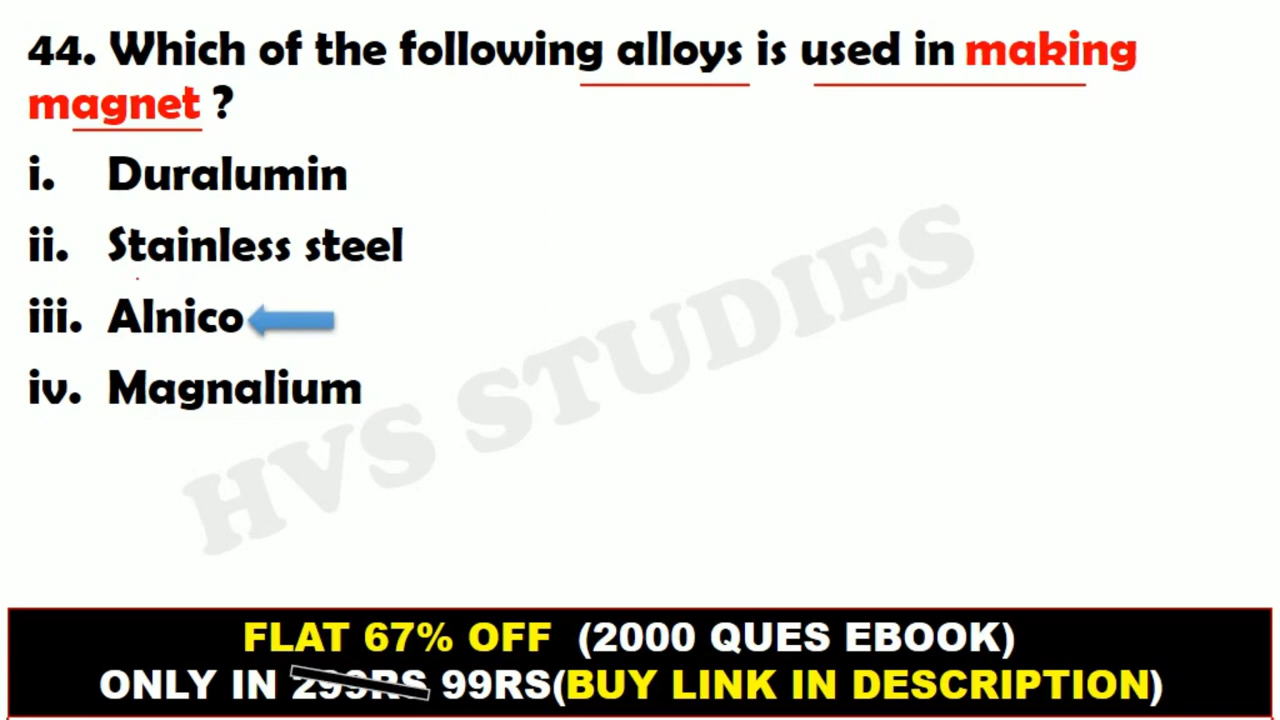 44. Which of the following alloys is used in making
magnet ?
i. Duralumin
ii. Stainless steel
iii. Alnico
iv. Magnalium
HVS STUDIES
FLAT 67% OFF (2000 QUES EBOOK)
ONLY IN 299RS 99RS(BUY LINK IN DESCRIPTION)